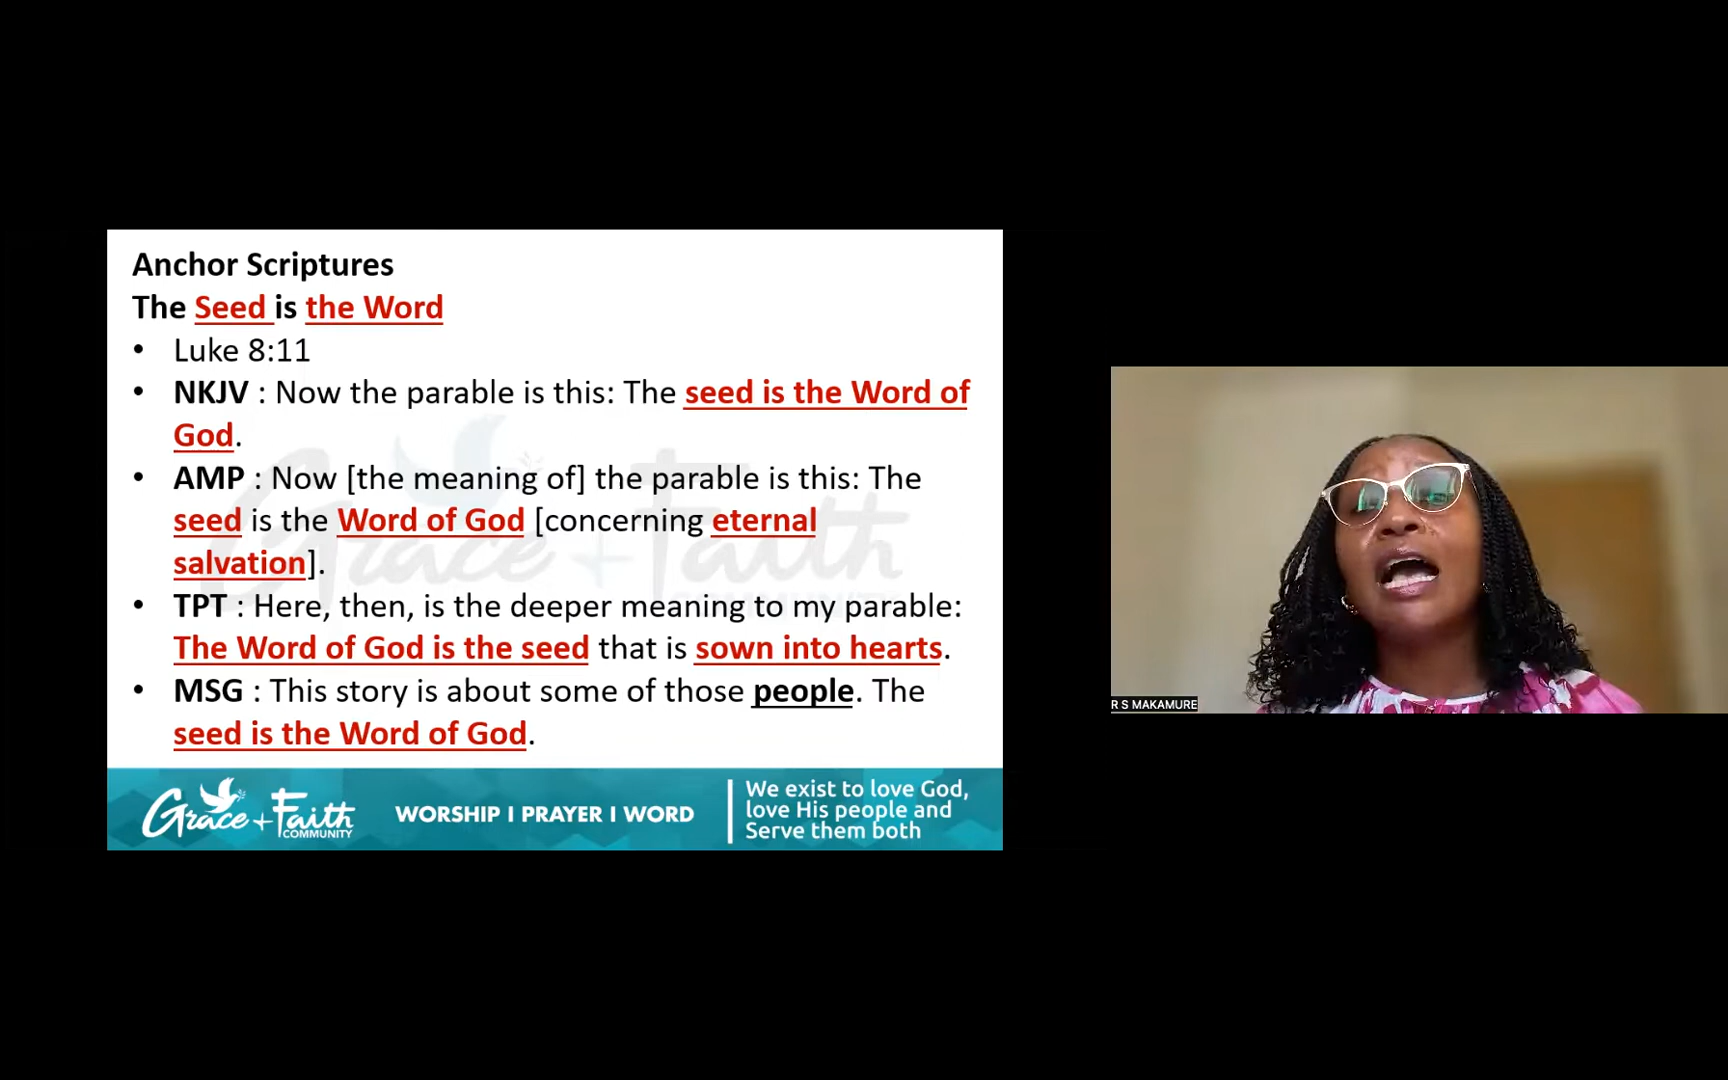 Anchor Scriptures
The Seed is the Word
• Luke 8:11
• NKJV : Now the parable is this: The seed is the Word of
God.
• AMP : Now [the meaning of] the parable is this: The
seed is the Word of God [concerning eternal
salvation].
• TPT : Here, then, is the deeper meaning to my parable:
The Word of God is the seed that is sown into hearts.
• MSG : This story is about some of those people. The
seed is the Word of God.
Grace + Faith
COMMUNITY
WORSHIP I PRAYER I WORD
We exist to love God,
love His people and
Serve them both
R S MAKAMURE
Grace + Faith
COMMUNITY